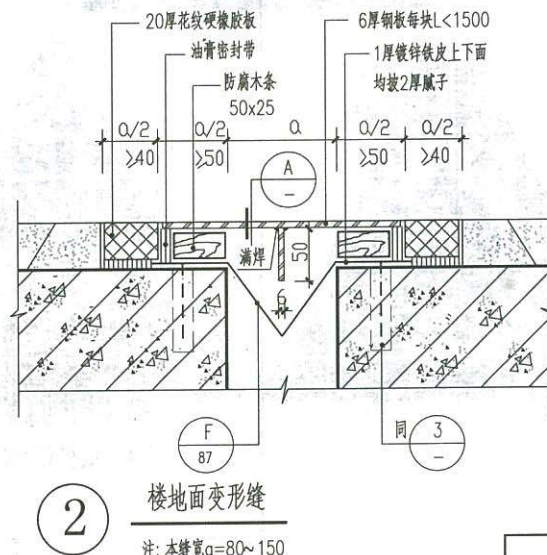 20厚花纹硬橡胶板
油膏密封带
防腐木条
50x25
6厚钢板每块L<1500
1厚镀锌铁皮上下面
均披2厚腻子
a/2
a/2
a
a/2
a/2
≥40
≥50
≥50
≥40
A
-
满焊
50
6
F
87
同
3
-
2
楼地面变形缝
注: 本缝宽a=80~150